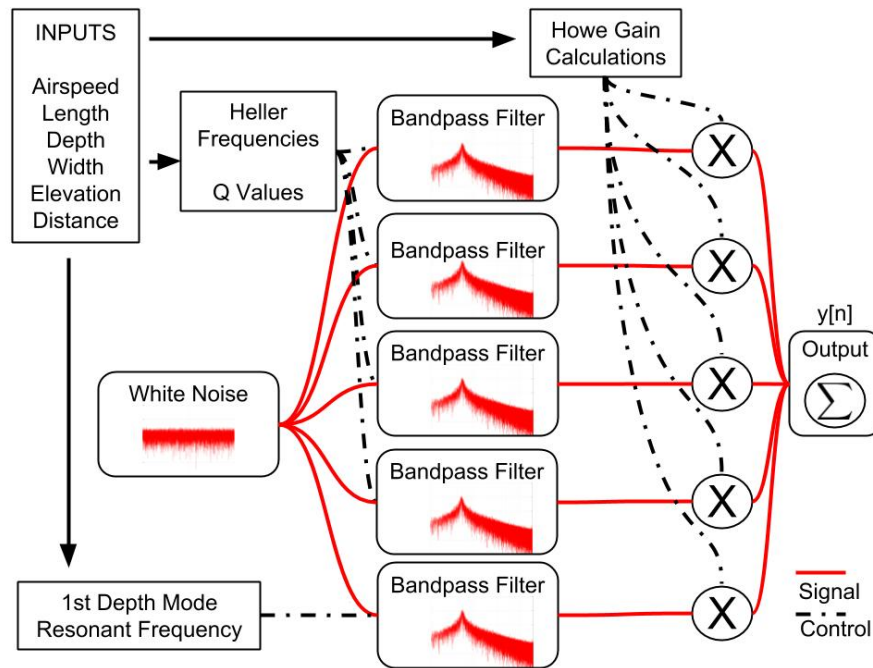 INPUTS
Airspeed
Length
Depth
Width
Elevation
Distance
Howe Gain
Calculations
Heller
Frequencies
Q Values
Bandpass Filter
X
Bandpass Filter
X
Bandpass Filter
X
y[n]
Output
∑
White Noise
Bandpass Filter
X
Bandpass Filter
X
1st Depth Mode
Resonant Frequency
Signal
Control